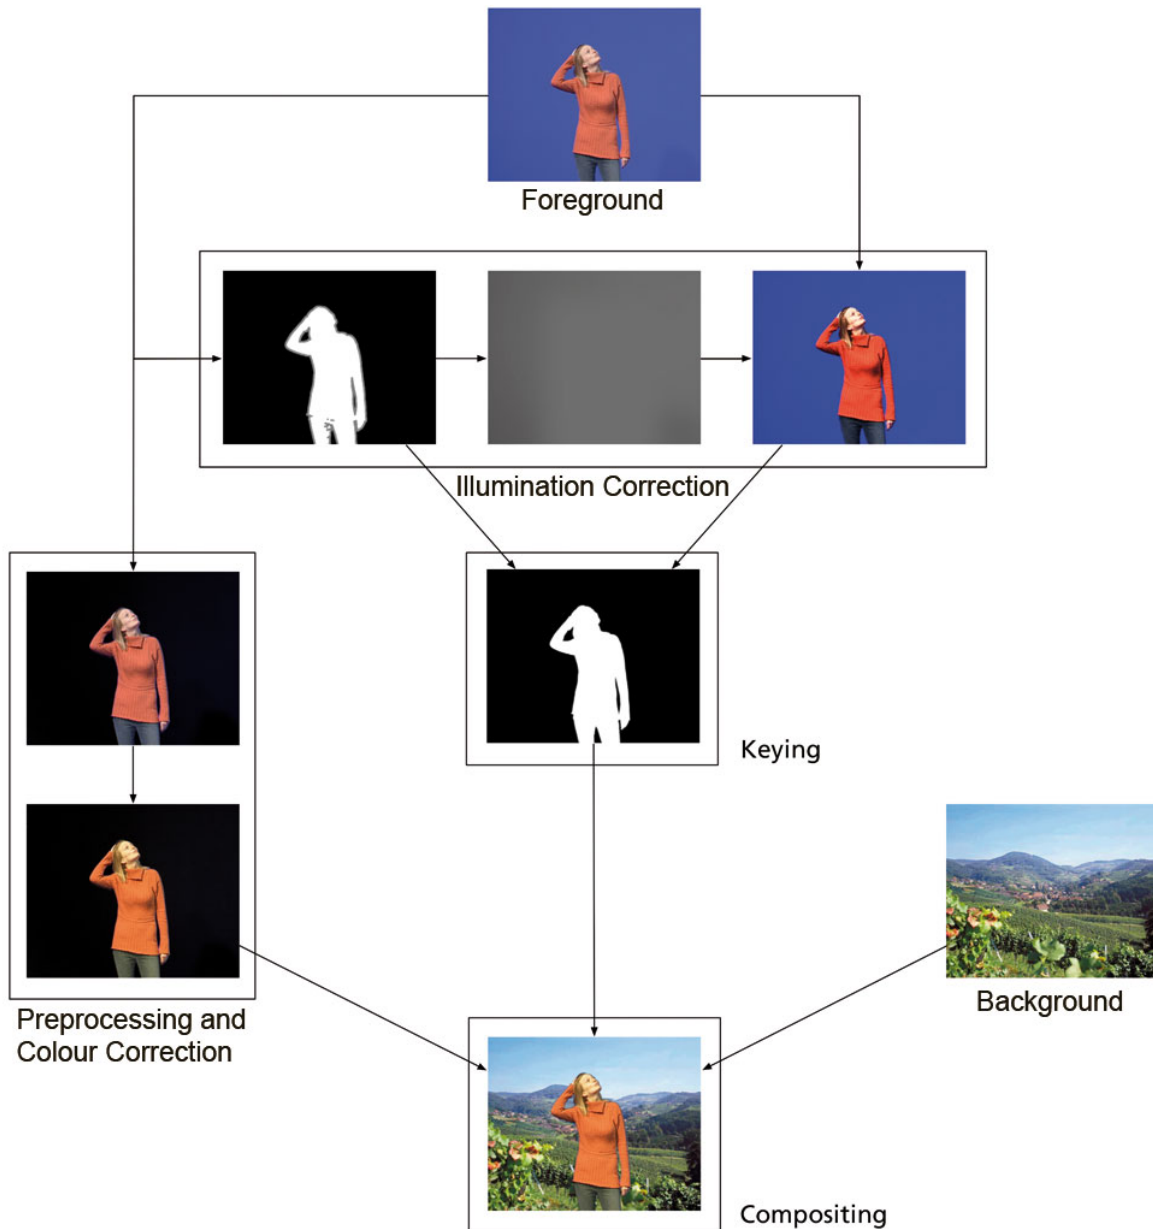 Foreground
Illumination Correction
Keying
Background
Preprocessing and
Colour Correction
Compositing